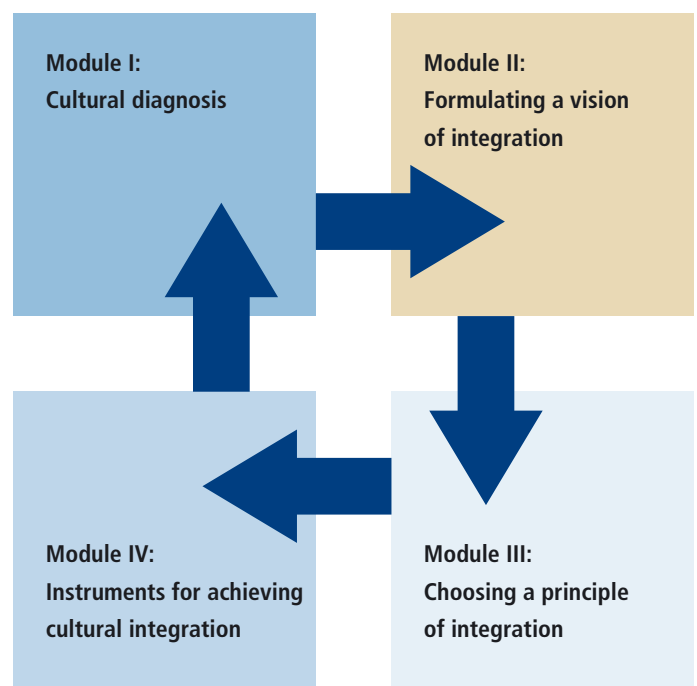 Module I:
Cultural diagnosis
Module II:
Formulating a vision
of integration
Module III:
Choosing a principle
of integration
Module IV:
Instruments for achieving
cultural integration